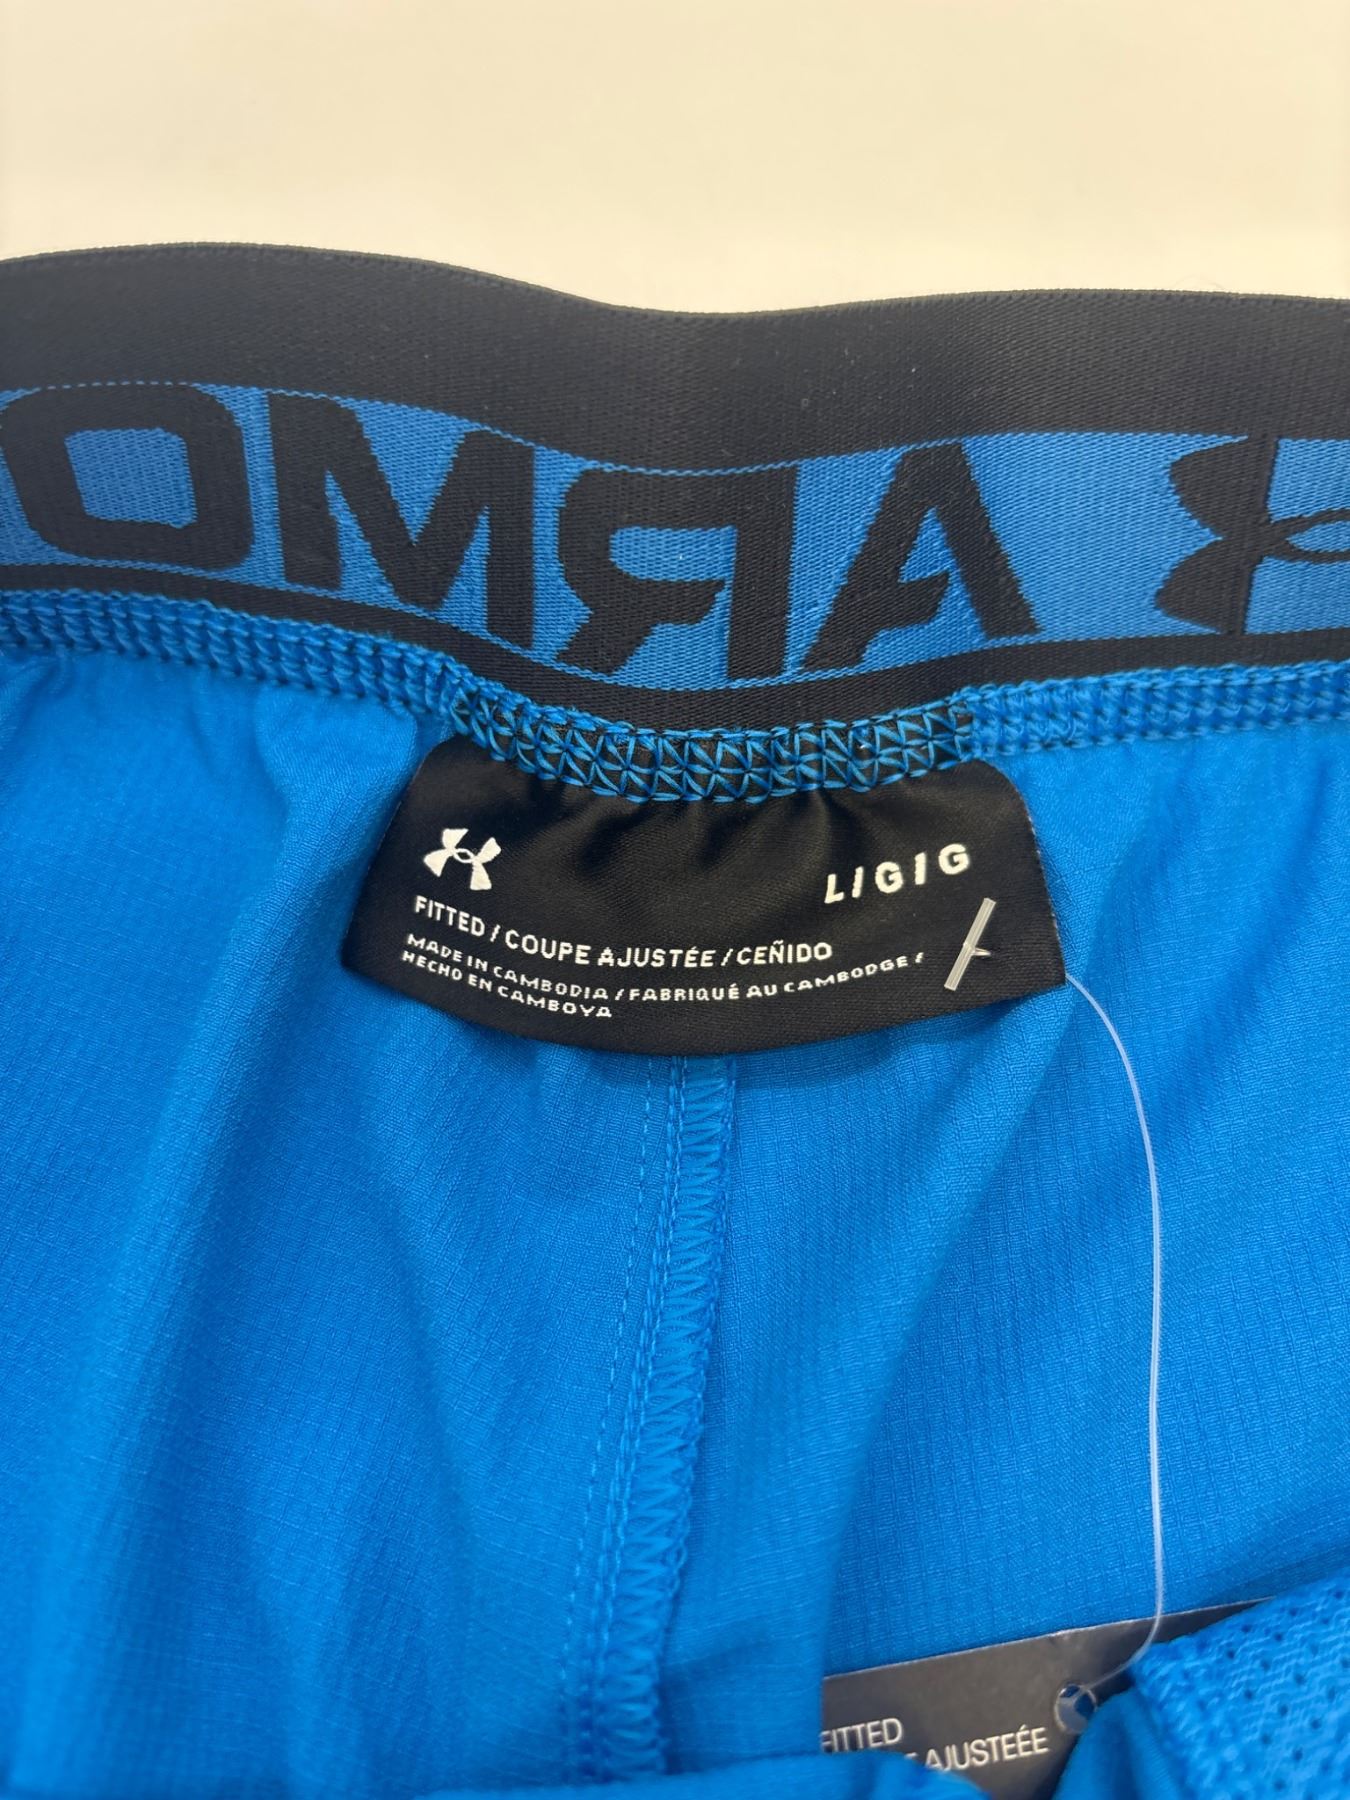 ARMO
L/G/G
FITTED / COUPE AJUSTÉE / CEÑIDO
MADE IN CAMBODIA / FABRIQUÉ AU CAMBODGE /
HECHO EN CAMBOYA
FITTED
AJUSTEÉE